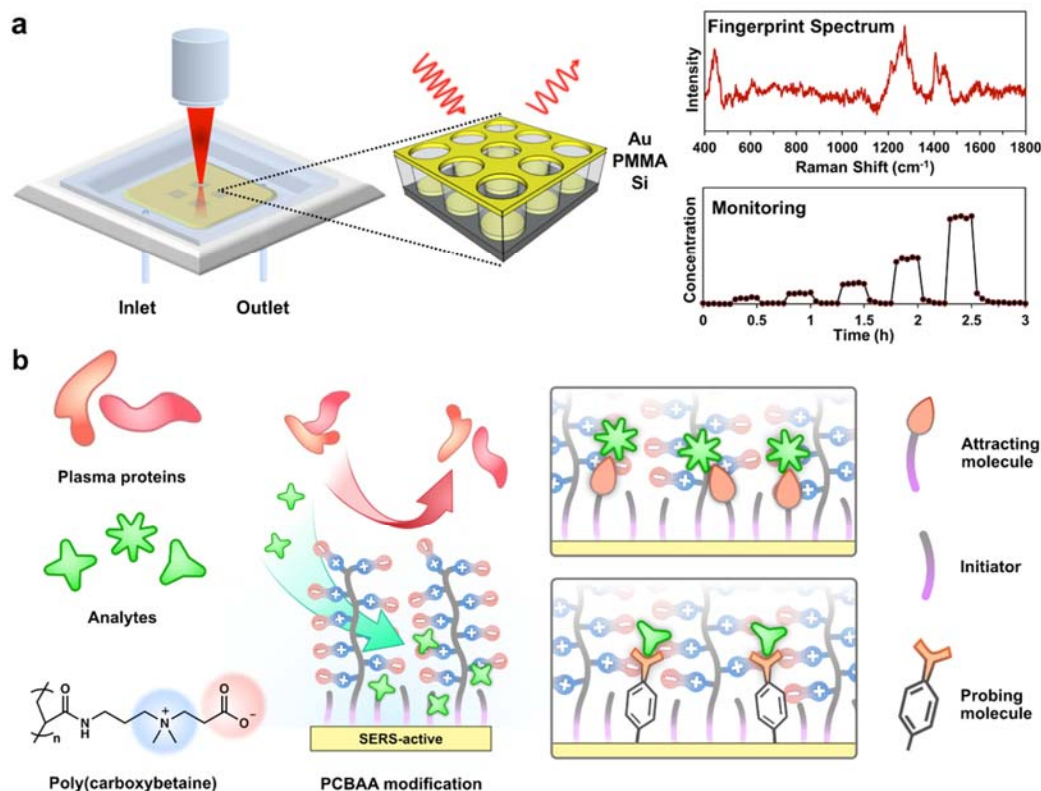 a
Inlet
Outlet
Au
PMMA
Si
Fingerprint Spectrum
Intensity
400 600 800 1000 1200 1400 1600 1800
Raman Shift (cm⁻¹)
Monitoring
Concentration
0 0.5 1 1.5 2 2.5 3
Time (h)
b
Plasma proteins
Analytes
O
N
H
n
N
+
O
O⁻
Poly(carboxybetaine)
SERS-active
PCBAA modification
Attracting
molecule
Initiator
Probing
molecule